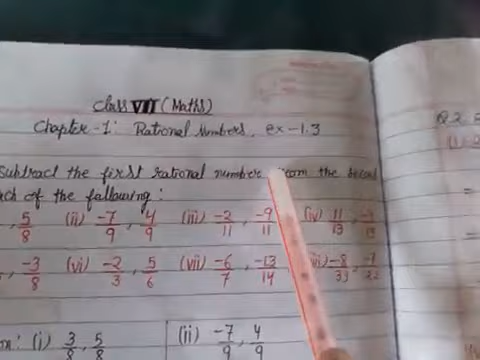 Class VII (Maths)
Chapter-1: Rational Numbers, ex-1.3
Subtract the first rational number from the second
each of the following:
, 5/8 (ii) -7/9, 4/9 (iii) -2/11, -9/11 (iv) 11/13, -4/13
, -3/8 (vi) -2/3, 5/6 (vii) -6/7, -13/14 (viii) -8/33, -7/22
(i) 3/8, 5/8 (ii) -7/9, 4/9
Q.2